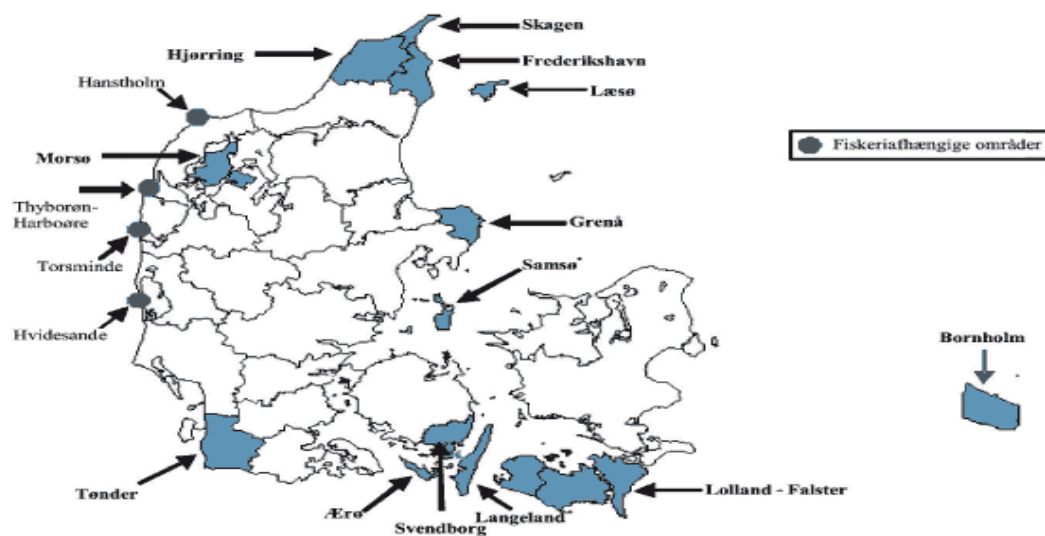 Skagen
Hjørring
Frederikshavn
Hanstholm
Læsø
Fiskeriafhængige områder
Morsø
Thyborøn-
Harboøre
Grenå
Torsminde
Samsø*
Hvidesande
Bornholm
Tønder
Ærø
Svendborg
Langeland
Lolland - Falster